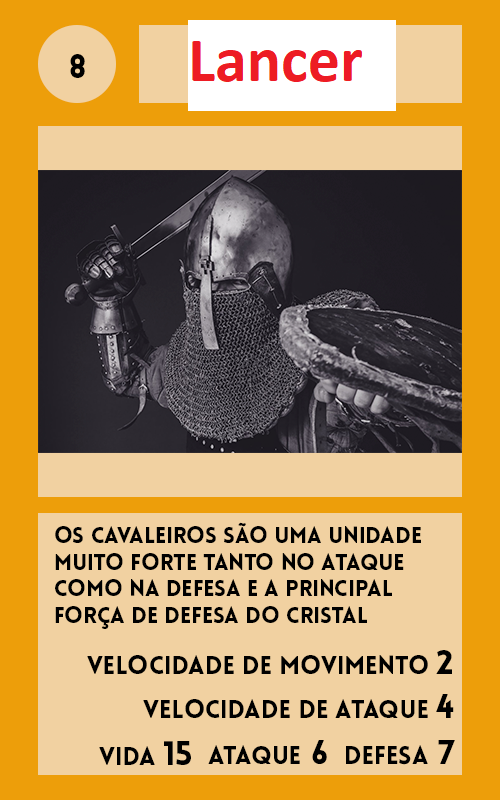 8
Lancer
OS CAVALEIROS SÃO UMA UNIDADE
MUITO FORTE TANTO NO ATAQUE
COMO NA DEFESA E A PRINCIPAL
FORÇA DE DEFESA DO CRISTAL
VELOCIDADE DE MOVIMENTO 2
VELOCIDADE DE ATAQUE 4
VIDA 15 ATAQUE 6 DEFESA 7